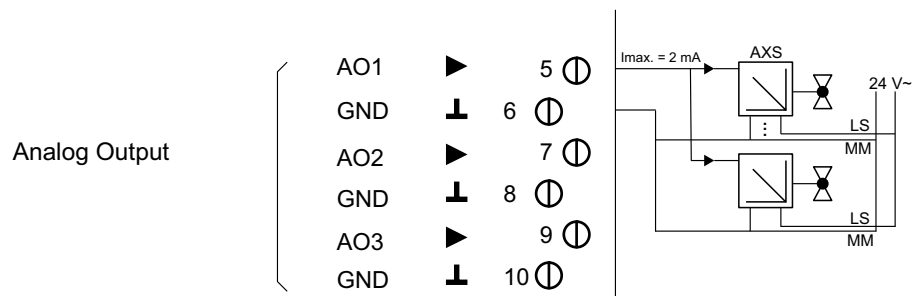 Analog Output
AO1 5
GND 6
AO2 7
GND 8
AO3 9
GND 10
Imax. = 2 mA
AXS
24 V~
LS
MM
LS
MM